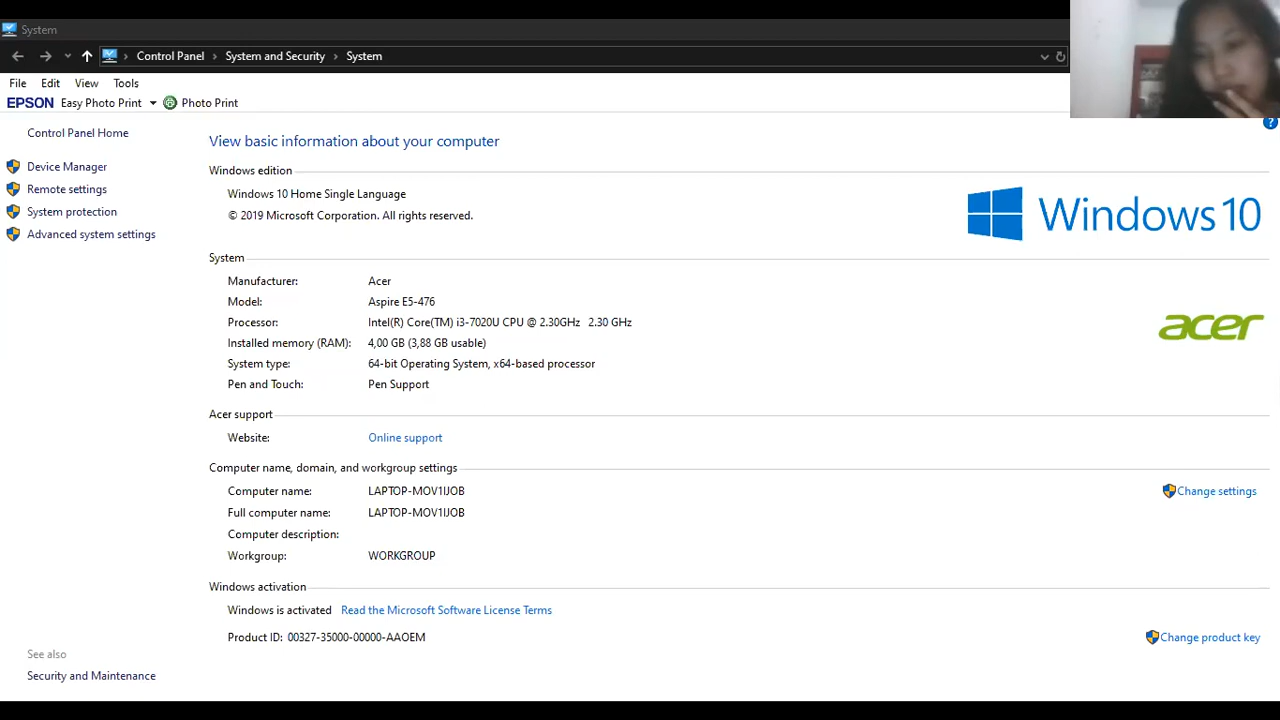 System
Control Panel › System and Security › System
File Edit View Tools
EPSON Easy Photo Print Photo Print
?
Control Panel Home
Device Manager
Remote settings
System protection
Advanced system settings
View basic information about your computer
Windows edition
Windows 10 Home Single Language
© 2019 Microsoft Corporation. All rights reserved.
Windows 10
System
Manufacturer: Acer
Model: Aspire E5-476
Processor: Intel(R) Core(TM) i3-7020U CPU @ 2.30GHz 2.30 GHz
Installed memory (RAM): 4,00 GB (3,88 GB usable)
System type: 64-bit Operating System, x64-based processor
Pen and Touch: Pen Support
acer
Acer support
Website: Online support
Computer name, domain, and workgroup settings
Computer name: LAPTOP-MOV1IJOB
Change settings
Full computer name: LAPTOP-MOV1IJOB
Computer description:
Workgroup: WORKGROUP
Windows activation
Windows is activated Read the Microsoft Software License Terms
Product ID: 00327-35000-00000-AAOEM
Change product key
See also
Security and Maintenance